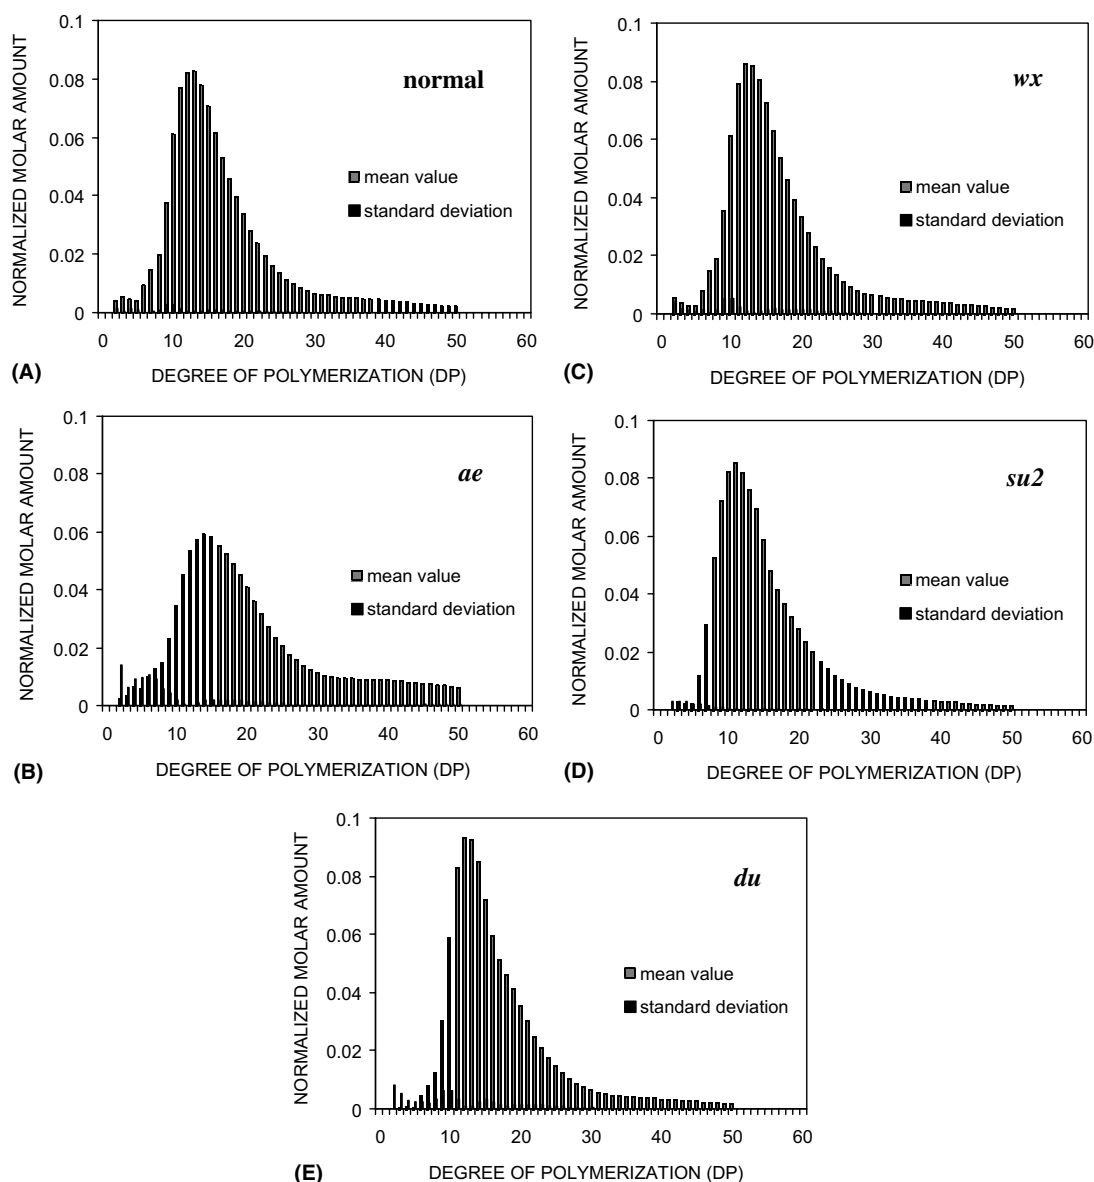 NORMALIZED MOLAR AMOUNT
0.1
0.08
0.06
0.04
0.02
0
normal
mean value
standard deviation
0 10 20 30 40 50 60
(A) DEGREE OF POLYMERIZATION (DP)
NORMALIZED MOLAR AMOUNT
0.1
0.08
0.06
0.04
0.02
0
wx
mean value
standard deviation
0 10 20 30 40 50 60
(C) DEGREE OF POLYMERIZATION (DP)
NORMALIZED MOLAR AMOUNT
0.1
0.08
0.06
0.04
0.02
0
ae
mean value
standard deviation
0 10 20 30 40 50 60
(B) DEGREE OF POLYMERIZATION (DP)
NORMALIZED MOLAR AMOUNT
0.1
0.08
0.06
0.04
0.02
0
su2
mean value
standard deviation
0 10 20 30 40 50 60
(D) DEGREE OF POLYMERIZATION (DP)
NORMALIZED MOLAR AMOUNT
0.1
0.08
0.06
0.04
0.02
0
du
mean value
standard deviation
0 10 20 30 40 50 60
(E) DEGREE OF POLYMERIZATION (DP)